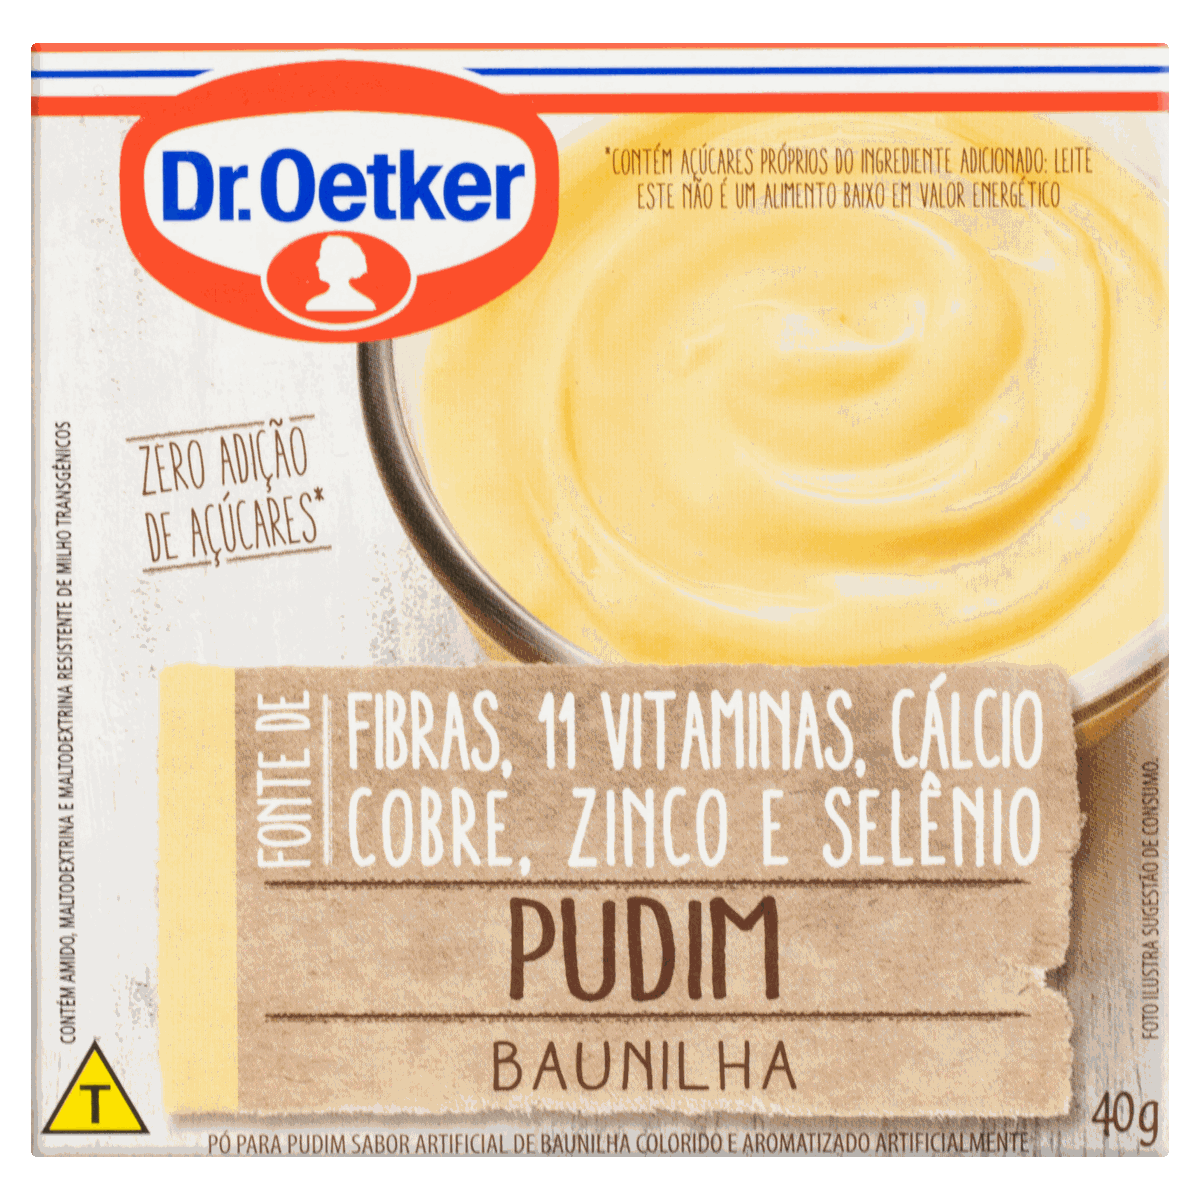 Dr.Oetker
*CONTÉM AÇÚCARES PRÓPRIOS DO INGREDIENTE ADICIONADO: LEITE
ESTE NÃO É UM ALIMENTO BAIXO EM VALOR ENERGÉTICO
ZERO ADIÇÃO
DE AÇÚCARES*
CONTÉM AMIDO, MALTODEXTRINA E MALTODEXTRINA RESISTENTE DE MILHO TRANSGÊNICOS
T
FONTE DE
FIBRAS, 11 VITAMINAS, CÁLCIO
COBRE, ZINCO E SELÊNIO
PUDIM
BAUNILHA
FOTO ILUSTRA SUGESTÃO DE CONSUMO.
40g
PÓ PARA PUDIM SABOR ARTIFICIAL DE BAUNILHA COLORIDO E AROMATIZADO ARTIFICIALMENTE